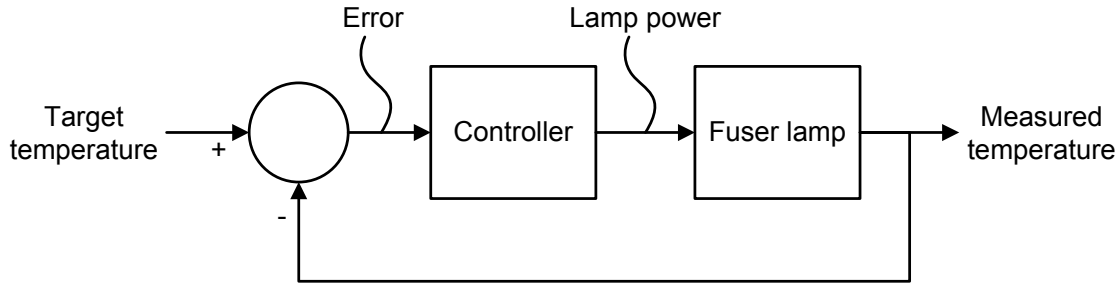 Error
Lamp power
Target
temperature
+
-
Controller
Fuser lamp
Measured
temperature